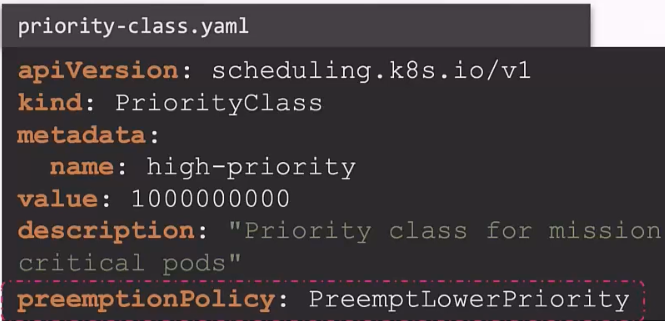 priority-class.yaml
apiVersion: scheduling.k8s.io/v1
kind: PriorityClass
metadata:
  name: high-priority
value: 1000000000
description: "Priority class for mission
critical pods"
preemptionPolicy: PreemptLowerPriority